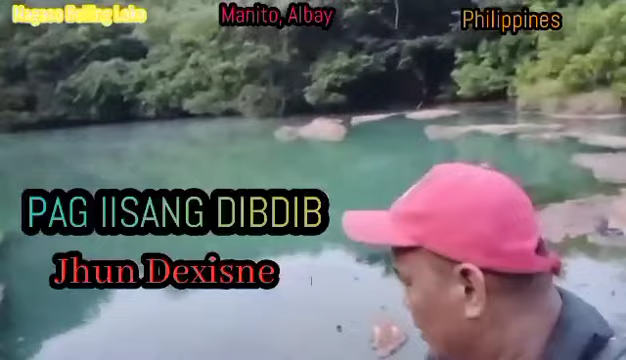 Nagaso Boiling Lake
Manito, Albay
Philippines
PAG IISANG DIBDIB
Jhun Dexisne